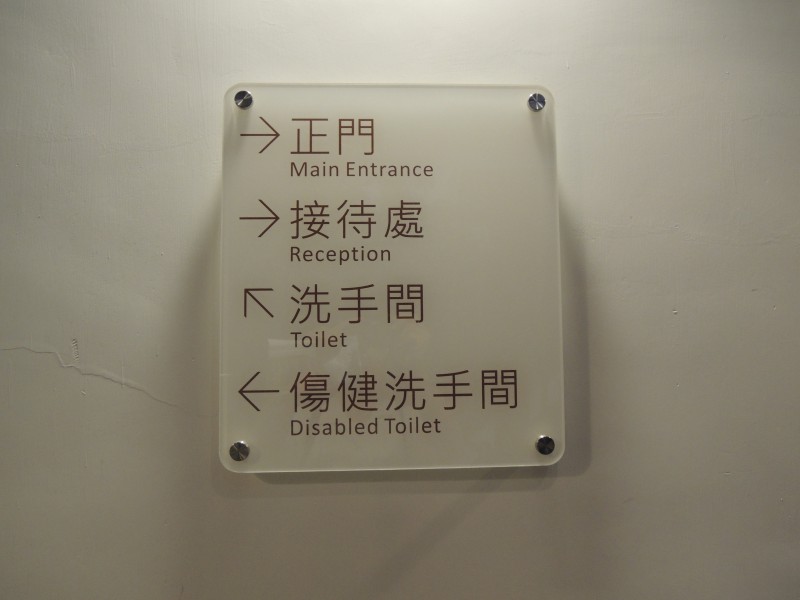 → 正門
Main Entrance
→ 接待處
Reception
↖ 洗手間
Toilet
← 傷健洗手間
Disabled Toilet